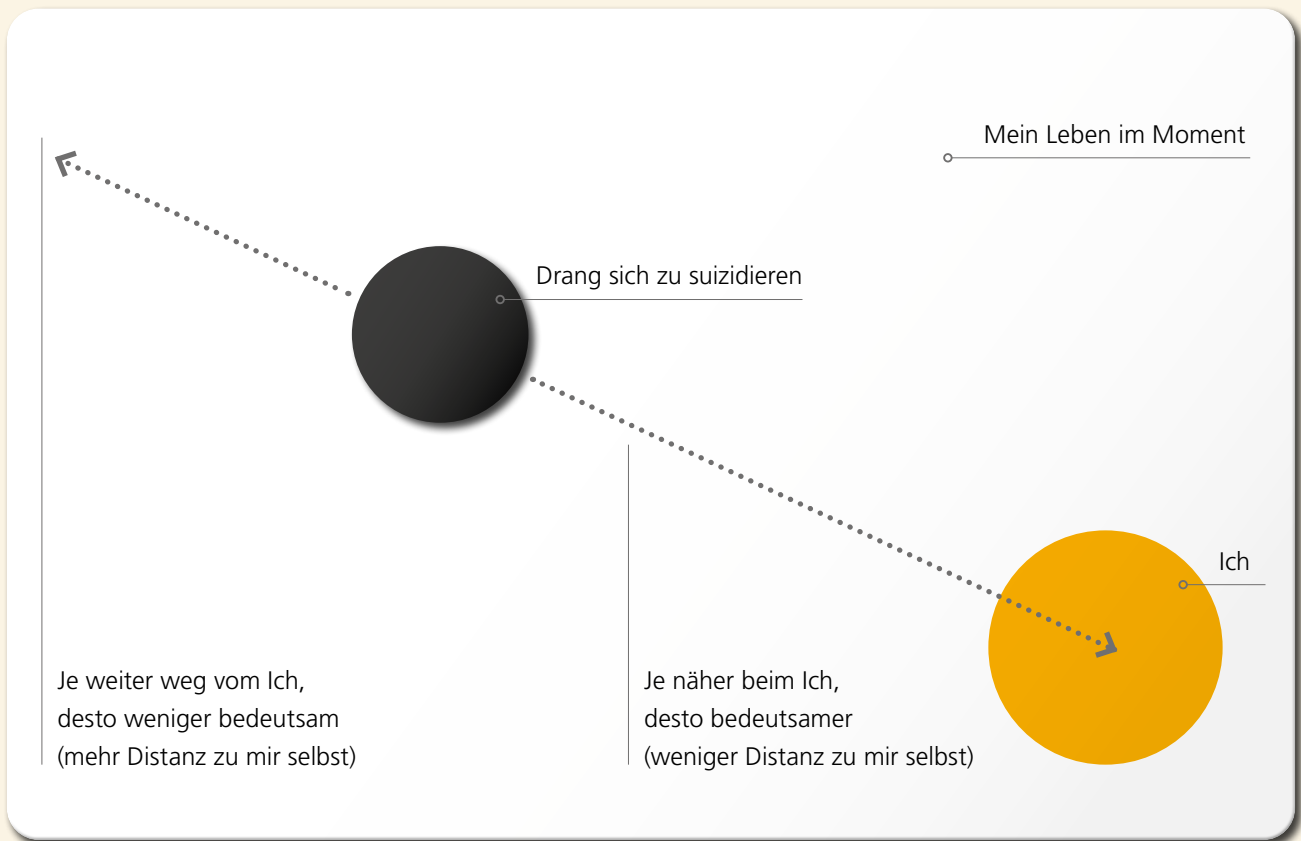 Mein Leben im Moment
Drang sich zu suizidieren
Ich
Je weiter weg vom Ich,
desto weniger bedeutsam
(mehr Distanz zu mir selbst)
Je näher beim Ich,
desto bedeutsamer
(weniger Distanz zu mir selbst)